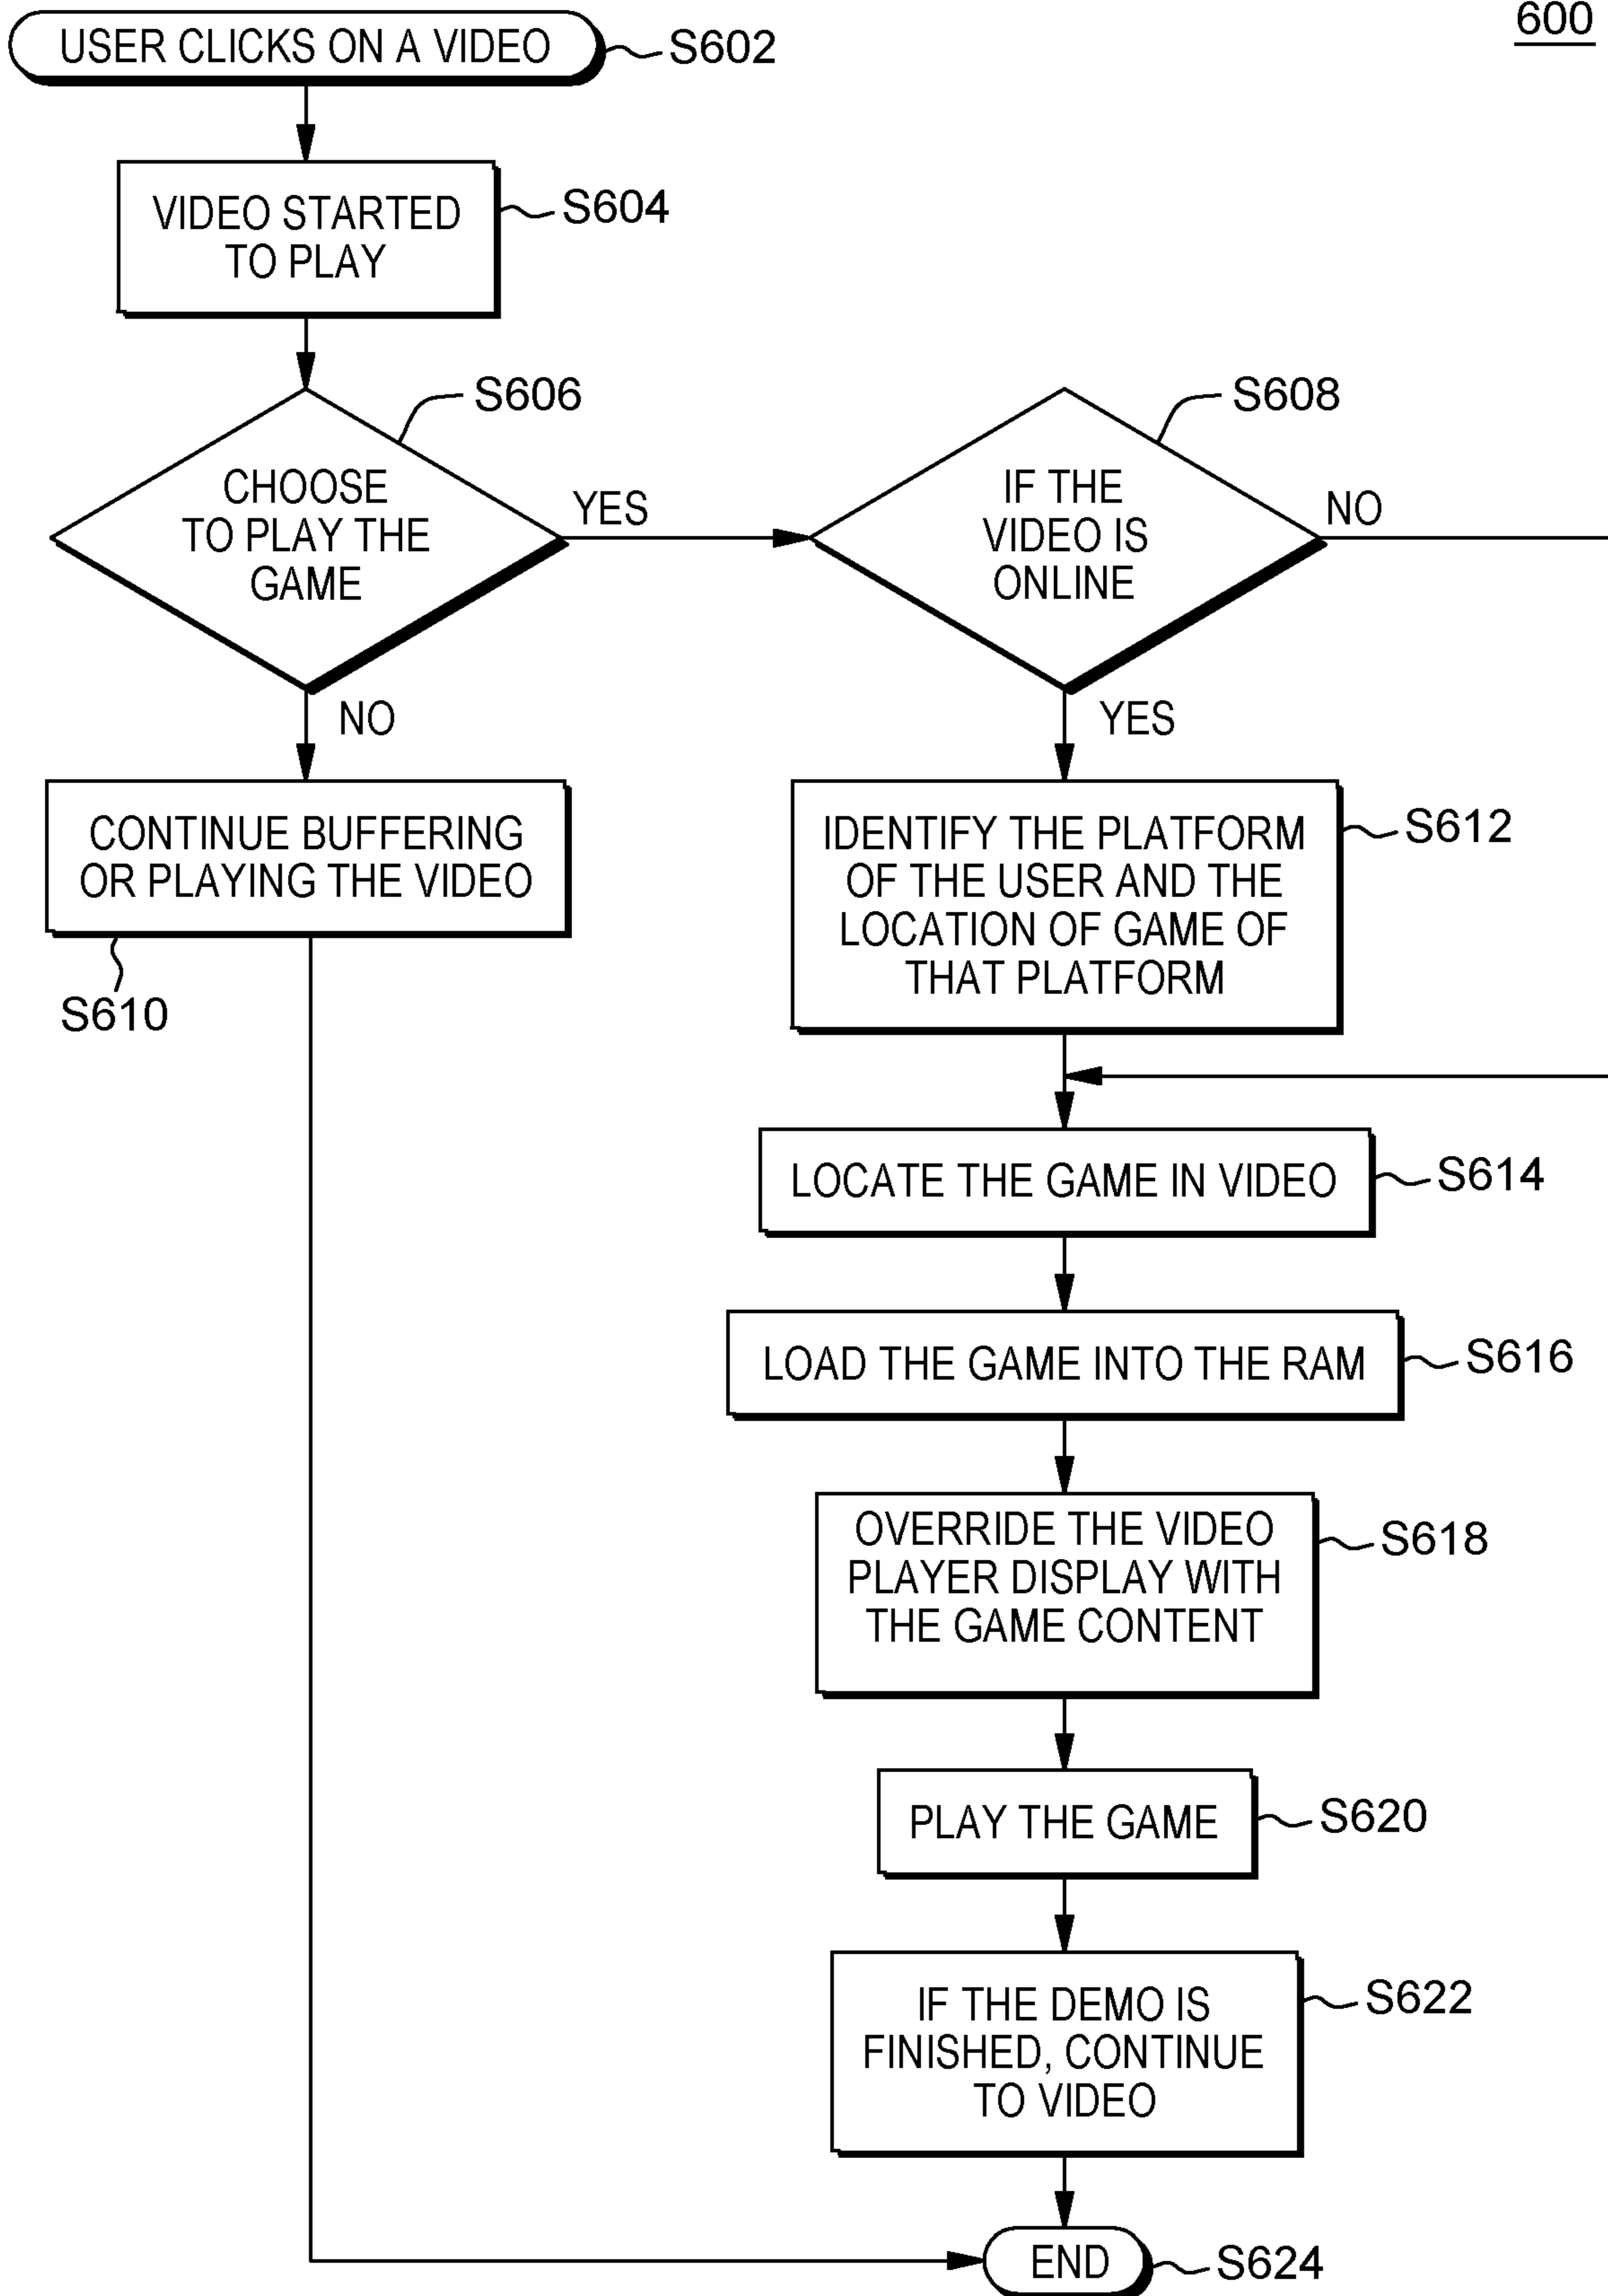 600
USER CLICKS ON A VIDEO
S602
VIDEO STARTED
TO PLAY
S604
CHOOSE
TO PLAY THE
GAME
S606
YES
NO
IF THE
VIDEO IS
ONLINE
S608
NO
YES
CONTINUE BUFFERING
OR PLAYING THE VIDEO
S610
IDENTIFY THE PLATFORM
OF THE USER AND THE
LOCATION OF GAME OF
THAT PLATFORM
S612
LOCATE THE GAME IN VIDEO
S614
LOAD THE GAME INTO THE RAM
S616
OVERRIDE THE VIDEO
PLAYER DISPLAY WITH
THE GAME CONTENT
S618
PLAY THE GAME
S620
IF THE DEMO IS
FINISHED, CONTINUE
TO VIDEO
S622
END
S624